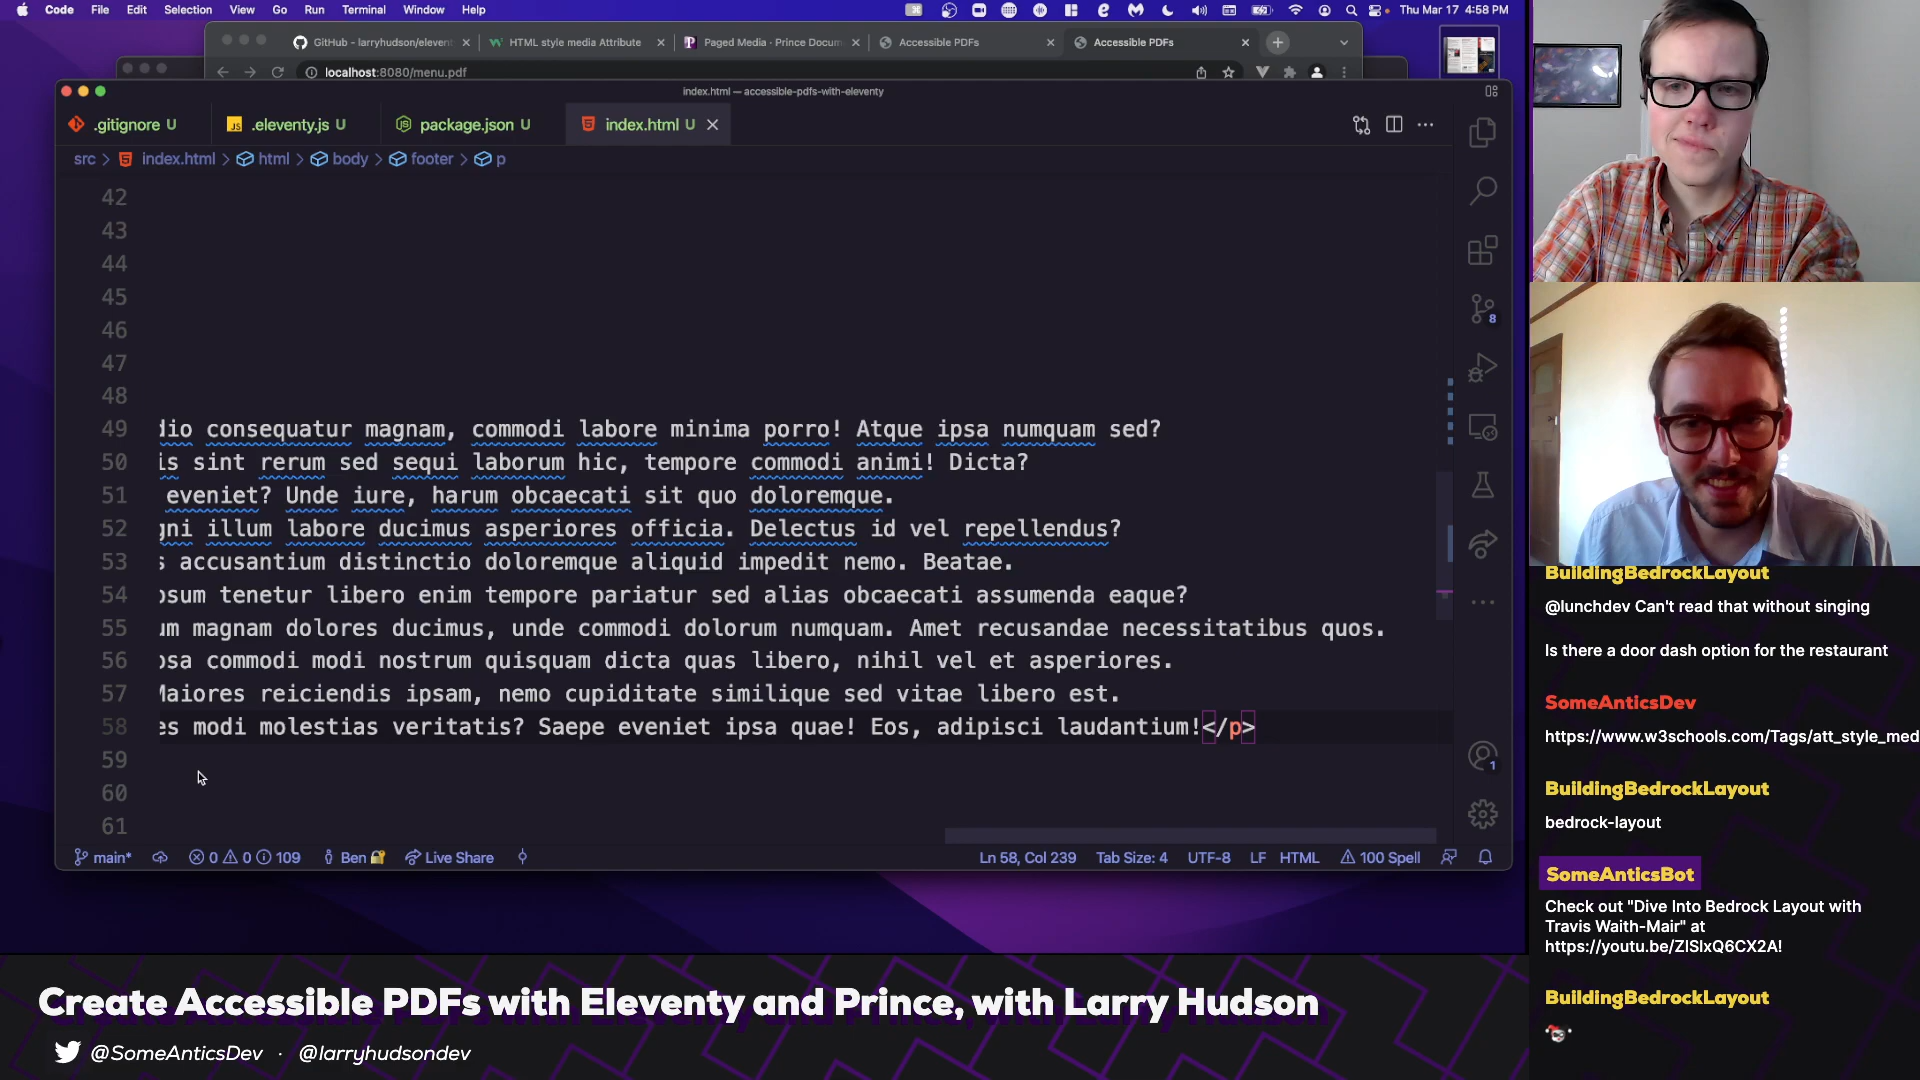 Code File Edit Selection View Go Run Terminal Window Help
Thu Mar 17 4:58 PM
GitHub - larryhudson/eleven
HTML style media Attribute
Paged Media · Prince Docum
Accessible PDFs
Accessible PDFs
localhost:8080/menu.pdf
index.html — accessible-pdfs-with-eleventy
.gitignore U
.eleventy.js U
package.json U
index.html U
src > index.html > html > body > footer > p
42
43
44
45
46
47
48
49 dio consequatur magnam, commodi labore minima porro! Atque ipsa numquam sed?
50 is sint rerum sed sequi laborum hic, tempore commodi animi! Dicta?
51 eveniet? Unde iure, harum obcaecati sit quo doloremque.
52 gni illum labore ducimus asperiores officia. Delectus id vel repellendus?
53 s accusantium distinctio doloremque aliquid impedit nemo. Beatae.
54 osum tenetur libero enim tempore pariatur sed alias obcaecati assumenda eaque?
55 um magnam dolores ducimus, unde commodi dolorum numquam. Amet recusandae necessitatibus quos.
56 osa commodi modi nostrum quisquam dicta quas libero, nihil vel et asperiores.
57 Maiores reiciendis ipsam, nemo cupiditate similique sed vitae libero est.
58 es modi molestias veritatis? Saepe eveniet ipsa quae! Eos, adipisci laudantium!</p>
59
60
61
8
1
main* 0 0 109 Ben Live Share Ln 58, Col 239 Tab Size: 4 UTF-8 LF HTML 100 Spell
BuildingBedrockLayout
@lunchdev Can't read that without singing
Is there a door dash option for the restaurant
SomeAnticsDev
https://www.w3schools.com/Tags/att_style_med
BuildingBedrockLayout
bedrock-layout
SomeAnticsBot
Check out "Dive Into Bedrock Layout with
Travis Waith-Mair" at
https://youtu.be/ZISIxQ6CX2A!
BuildingBedrockLayout
Create Accessible PDFs with Eleventy and Prince, with Larry Hudson
@SomeAnticsDev · @larryhudsondev